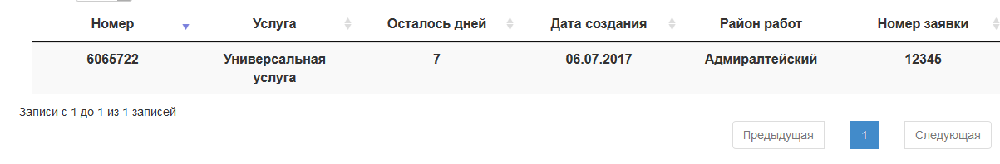 Номер Услуга Осталось дней Дата создания Район работ Номер заявки
6065722 Универсальная услуга 7 06.07.2017 Адмиралтейский 12345
Записи с 1 до 1 из 1 записей
Предыдущая 1 Следующая